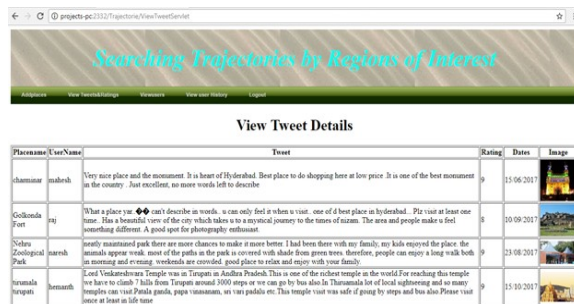 projects-pc:2332/Trajectorie/ViewTweetServlet
Searching Trajectories by Regions of Interest
Addplaces View Tweets&Ratings Viewusers View user History Logout
View Tweet Details
Placename UserName Tweet Rating Dates Image
charminar mahesh Very nice place and the monument. It is heart of Hyderabad. Best place to do shopping here at low price .It is one of the best monument 9 15/06/2017
in the country . Just excellent, no more words left to describe
Golkonda Fort raj What a place yar. �� can't describe in words.. u can only feel it when u visit.. one of d best place in hyderabad... Plz visit at least one 8 10/09/2017
time.. Has a beautiful view of the city which takes u to a mystical journey to the times of nizam. The area and people make u feel
something different. A good spot for photography enthusiast.
Nehru Zoological Park naresh neatly maintained park there are more chances to make it more better. I had been there with my family, my kids enjoyed the place. the 9 23/08/2017
animals appear weak. most of the paths in the park is covered with shade from green trees. therefore, people can enjoy a long walk both
in morning and evening. weekends are crowded. good place to relax and enjoy with your family.
tirumala tirupati hemanth Lord Venkateshwara Temple was in Tirupati in Andhra Pradesh.This is one of the richest temple in the world.For reaching this temple 9 15/10/2017
we have to climb 7 hills from Tirupati around 3000 steps or we can go by bus also.In Thirumala lot of local sightseeing and so many
temples can visit.Patala ganda, papa vinasanam, sri vari padalu etc.This temple visit was safe if going by steps and bus also.Please visit
once at least in life time